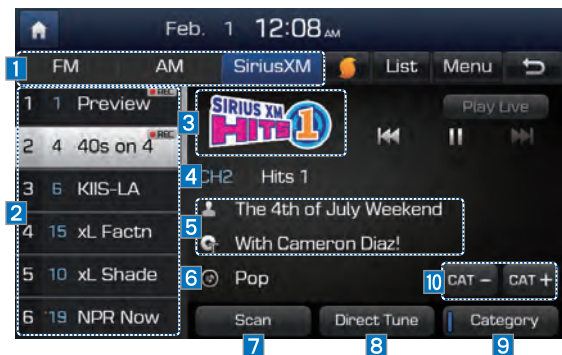 Feb. 1 12:08 AM
1 FM AM SiriusXM List Menu
1 1 Preview REC
2 4 40s on 4 REC
3 6 KIIS-LA
2
4 15 xL Factn
5 10 xL Shade
6 19 NPR Now
3 SIRIUS XM HITS 1
Play Live
4 CH2 Hits 1
5 The 4th of July Weekend
With Cameron Diaz!
6 Pop
10 CAT − CAT +
Scan Direct Tune Category
7 8 9